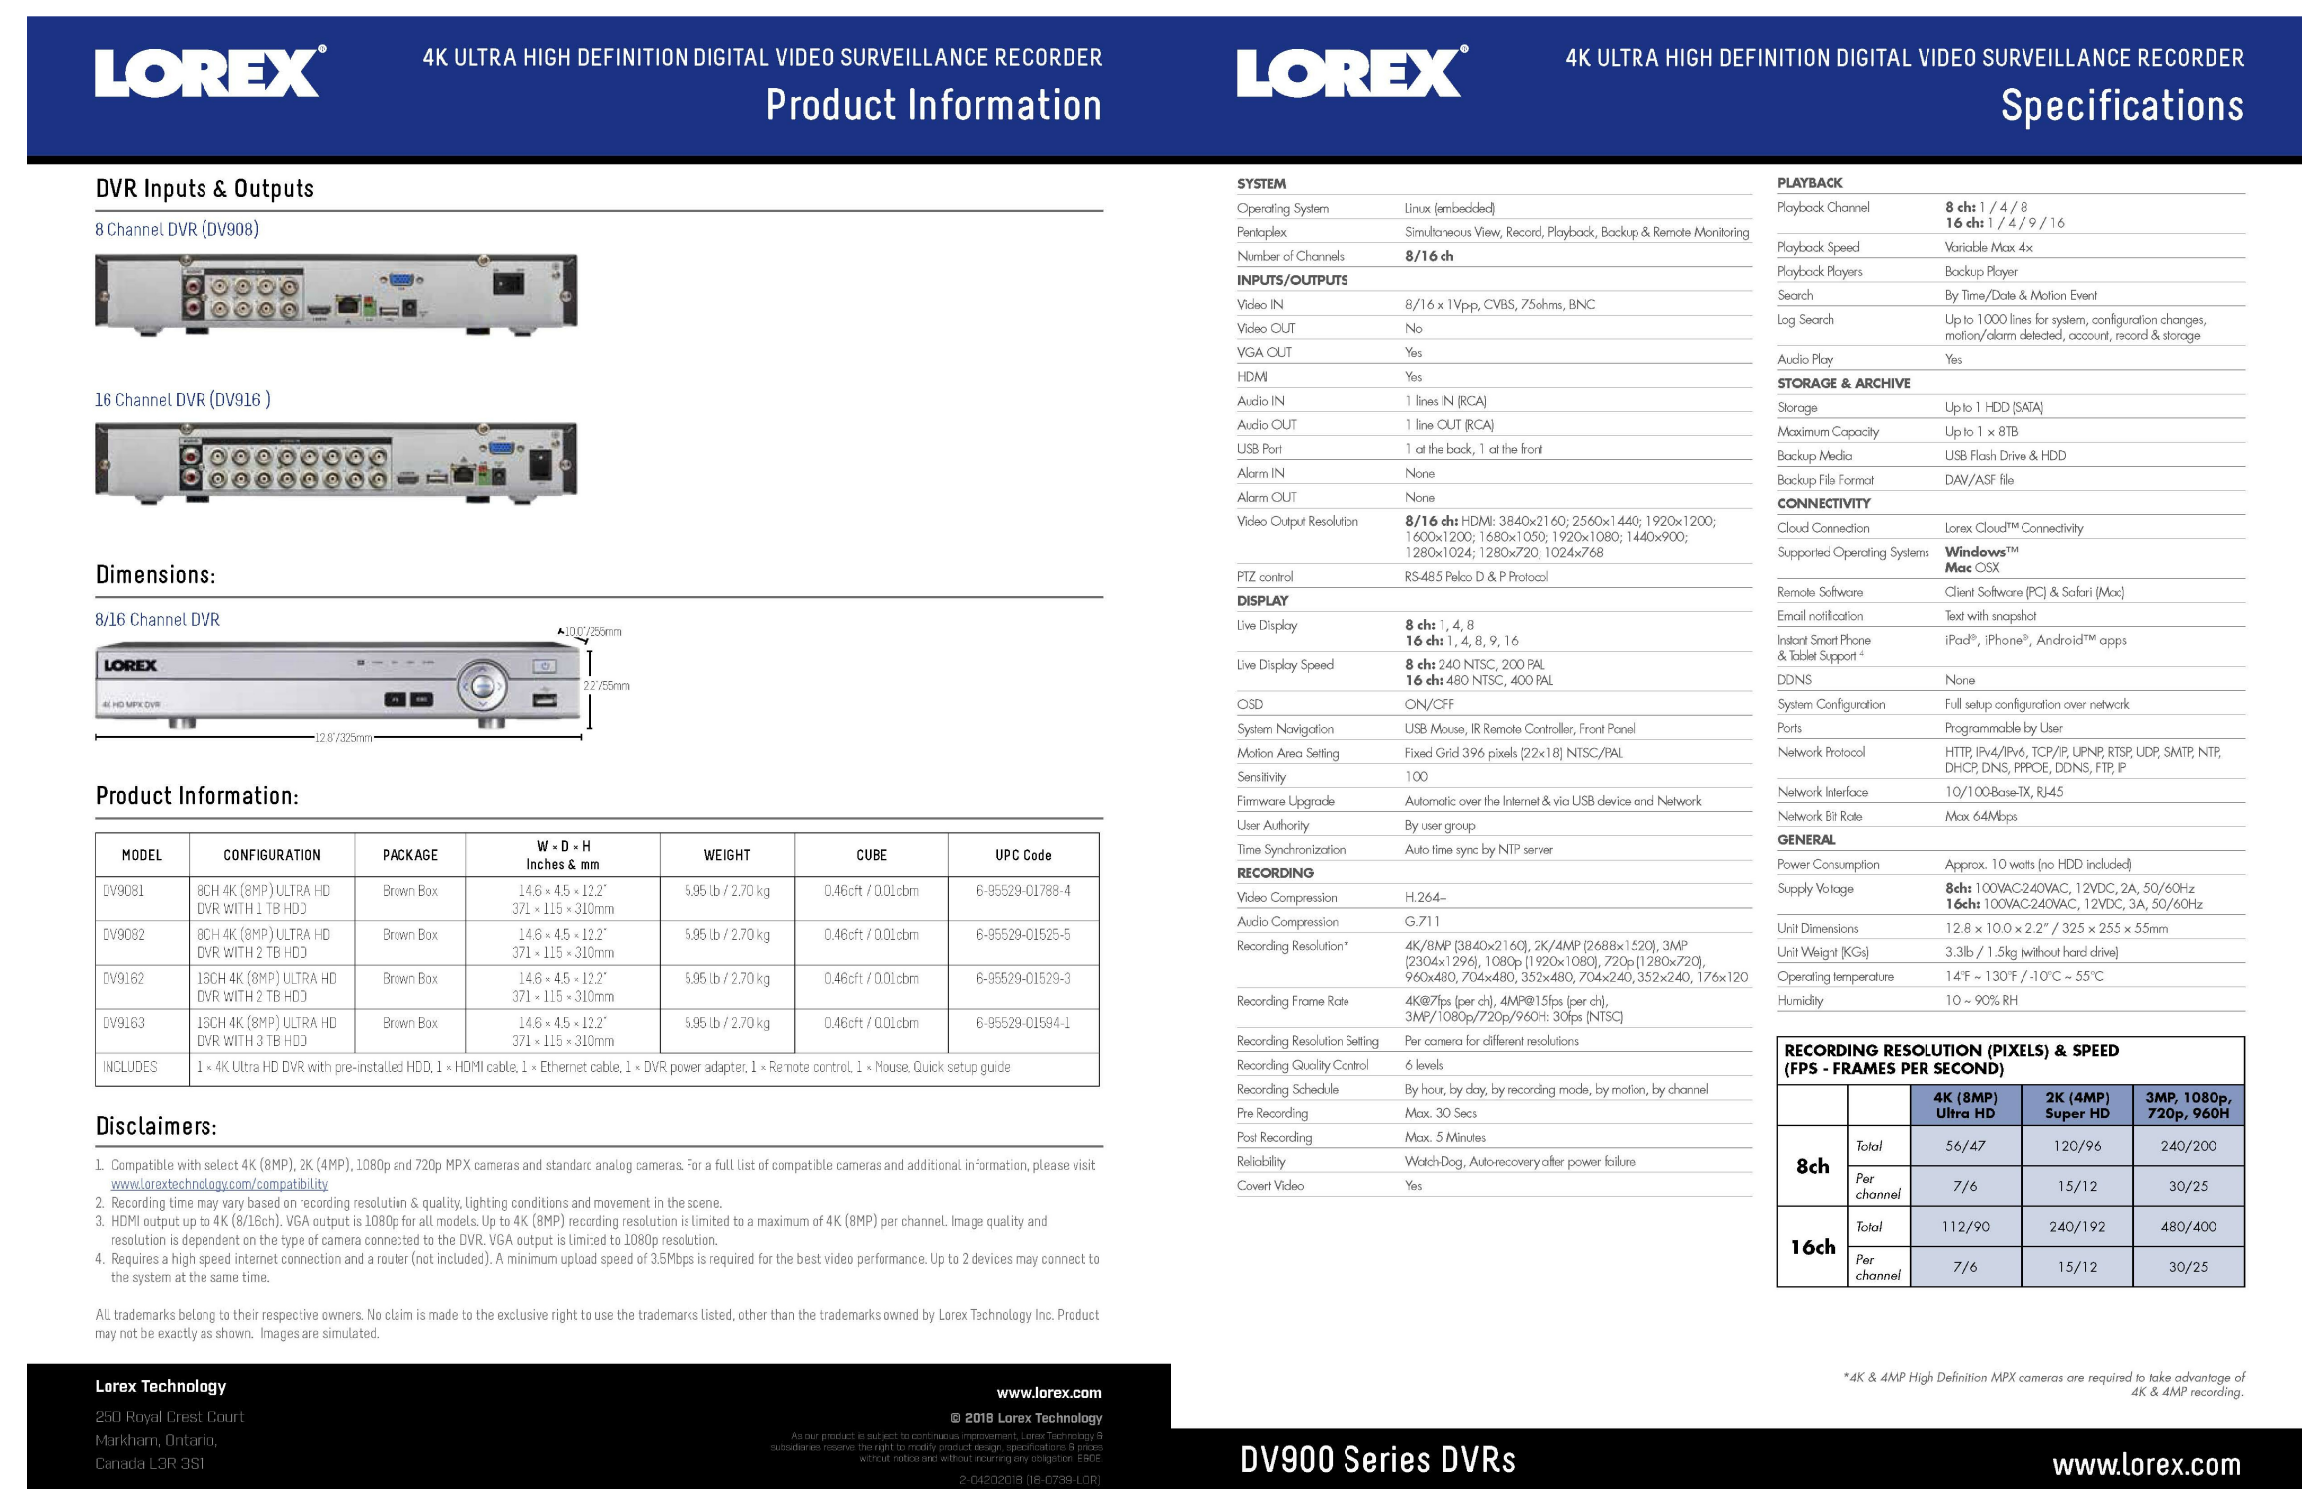 LOREX®
4K ULTRA HIGH DEFINITION DIGITAL VIDEO SURVEILLANCE RECORDER
Product Information
DVR Inputs & Outputs
8 Channel DVR (DV908)
16 Channel DVR (DV916 )
Dimensions:
8/16 Channel DVR
10.0"/255mm
LOREX
2.2"/55mm
4K HD MPX DVR
12.8"/325mm
Product Information:
MODEL CONFIGURATION PACKAGE W × D × H Inches & mm WEIGHT CUBE UPC Code
DV9081 8CH 4K (8MP) ULTRA HD DVR WITH 1 TB HDD Brown Box 14.6 × 4.5 × 12.2" 371 × 115 × 310mm 5.95 lb / 2.70 kg 0.46cft / 0.01cbm 6-95529-01788-4
DV9082 8CH 4K (8MP) ULTRA HD DVR WITH 2 TB HDD Brown Box 14.6 × 4.5 × 12.2" 371 × 115 × 310mm 5.95 lb / 2.70 kg 0.46cft / 0.01cbm 6-95529-01525-5
DV9162 16CH 4K (8MP) ULTRA HD DVR WITH 2 TB HDD Brown Box 14.6 × 4.5 × 12.2" 371 × 115 × 310mm 5.95 lb / 2.70 kg 0.46cft / 0.01cbm 6-95529-01529-3
DV9163 16CH 4K (8MP) ULTRA HD DVR WITH 3 TB HDD Brown Box 14.6 × 4.5 × 12.2" 371 × 115 × 310mm 5.95 lb / 2.70 kg 0.46cft / 0.01cbm 6-95529-01594-1
INCLUDES 1 × 4K Ultra HD DVR with pre-installed HDD, 1 × HDMI cable, 1 × Ethernet cable, 1 × DVR power adapter, 1 × Remote control, 1 × Mouse, Quick setup guide
Disclaimers:
1. Compatible with select 4K (8MP), 2K (4MP), 1080p and 720p MPX cameras and standard analog cameras. For a full list of compatible cameras and additional information, please visit
www.lorextechnology.com/compatibility
2. Recording time may vary based on recording resolution & quality, lighting conditions and movement in the scene.
3. HDMI output up to 4K (8/16ch). VGA output is 1080p for all models. Up to 4K (8MP) recording resolution is limited to a maximum of 4K (8MP) per channel. Image quality and
resolution is dependent on the type of camera connected to the DVR. VGA output is limited to 1080p resolution.
4. Requires a high speed internet connection and a router (not included). A minimum upload speed of 3.5Mbps is required for the best video performance. Up to 2 devices may connect to
the system at the same time.
All trademarks belong to their respective owners. No claim is made to the exclusive right to use the trademarks listed, other than the trademarks owned by Lorex Technology Inc. Product
may not be exactly as shown. Images are simulated.
Lorex Technology
250 Royal Crest Court
Markham, Ontario,
Canada L3R 3S1
www.lorex.com
© 2018 Lorex Technology
As our product is subject to continuous improvement, Lorex Technology &
subsidiaries reserve the right to modify product design, specifications & prices
without notice and without incurring any obligation. E&OE.
2-04202018 (18-0739-LOR)
LOREX®
4K ULTRA HIGH DEFINITION DIGITAL VIDEO SURVEILLANCE RECORDER
Specifications
SYSTEM
Operating System Linux (embedded)
Pentaplex Simultaneous View, Record, Playback, Backup & Remote Monitoring
Number of Channels 8/16 ch
INPUTS/OUTPUTS
Video IN 8/16 x 1Vp-p, CVBS, 75ohms, BNC
Video OUT No
VGA OUT Yes
HDMI Yes
Audio IN 1 lines IN (RCA)
Audio OUT 1 line OUT (RCA)
USB Port 1 at the back, 1 at the front
Alarm IN None
Alarm OUT None
Video Output Resolution 8/16 ch: HDMI: 3840x2160; 2560x1440; 1920x1200;
1600x1200; 1680x1050; 1920x1080; 1440x900;
1280x1024; 1280x720; 1024x768
PTZ control RS-485 Pelco D & P Protocol
DISPLAY
Live Display 8 ch: 1, 4, 8
16 ch: 1, 4, 8, 9, 16
Live Display Speed 8 ch: 240 NTSC, 200 PAL
16 ch: 480 NTSC, 400 PAL
OSD ON/OFF
System Navigation USB Mouse, IR Remote Controller, Front Panel
Motion Area Setting Fixed Grid 396 pixels (22x18) NTSC/PAL
Sensitivity 100
Firmware Upgrade Automatic over the Internet & via USB device and Network
User Authority By user group
Time Synchronization Auto time sync by NTP server
RECORDING
Video Compression H.264+
Audio Compression G.711
Recording Resolution* 4K/8MP (3840x2160), 2K/4MP (2688x1520), 3MP
(2304x1296), 1080p (1920x1080), 720p (1280x720),
960x480, 704x480, 352x480, 704x240, 352x240, 176x120
Recording Frame Rate 4K@7fps (per ch), 4MP@15fps (per ch),
3MP/1080p/720p/960H: 30fps (NTSC)
Recording Resolution Setting Per camera for different resolutions
Recording Quality Control 6 levels
Recording Schedule By hour, by day, by recording mode, by motion, by channel
Pre Recording Max. 30 Secs
Post Recording Max. 5 Minutes
Reliability Watch-Dog, Auto-recovery after power failure
Covert Video Yes
PLAYBACK
Playback Channel 8 ch: 1 / 4 / 8
16 ch: 1 / 4 / 9 / 16
Playback Speed Variable Max 4x
Playback Players Backup Player
Search By Time/Date & Motion Event
Log Search Up to 1000 lines for system, configuration changes,
motion/alarm detected, account, record & storage
Audio Play Yes
STORAGE & ARCHIVE
Storage Up to 1 HDD (SATA)
Maximum Capacity Up to 1 x 8TB
Backup Media USB Flash Drive & HDD
Backup File Format DAV/ASF file
CONNECTIVITY
Cloud Connection Lorex Cloud™ Connectivity
Supported Operating Systems Windows™
Mac OSX
Remote Software Client Software (PC) & Safari (Mac)
Email notification Text with snapshot
Instant Smart Phone iPad®, iPhone®, Android™ apps
& Tablet Support 4
DDNS None
System Configuration Full setup configuration over network
Ports Programmable by User
Network Protocol HTTP, IPv4/IPv6, TCP/IP, UPNP, RTSP, UDP, SMTP, NTP,
DHCP, DNS, PPPOE, DDNS, FTP, IP
Network Interface 10/100-Base-TX, RJ-45
Network Bit Rate Max 64Mbps
GENERAL
Power Consumption Approx. 10 watts (no HDD included)
Supply Voltage 8ch: 100VAC-240VAC, 12VDC, 2A, 50/60Hz
16ch: 100VAC-240VAC, 12VDC, 3A, 50/60Hz
Unit Dimensions 12.8 x 10.0 x 2.2" / 325 x 255 x 55mm
Unit Weight (KGs) 3.3lb / 1.5kg (without hard drive)
Operating temperature 14°F ~ 130°F / -10°C ~ 55°C
Humidity 10 ~ 90% RH
RECORDING RESOLUTION (PIXELS) & SPEED
(FPS - FRAMES PER SECOND)
4K (8MP) Ultra HD 2K (4MP) Super HD 3MP, 1080p, 720p, 960H
8ch Total 56/47 120/96 240/200
Per channel 7/6 15/12 30/25
16ch Total 112/90 240/192 480/400
Per channel 7/6 15/12 30/25
*4K & 4MP High Definition MPX cameras are required to take advantage of
4K & 4MP recording.
DV900 Series DVRs
www.lorex.com